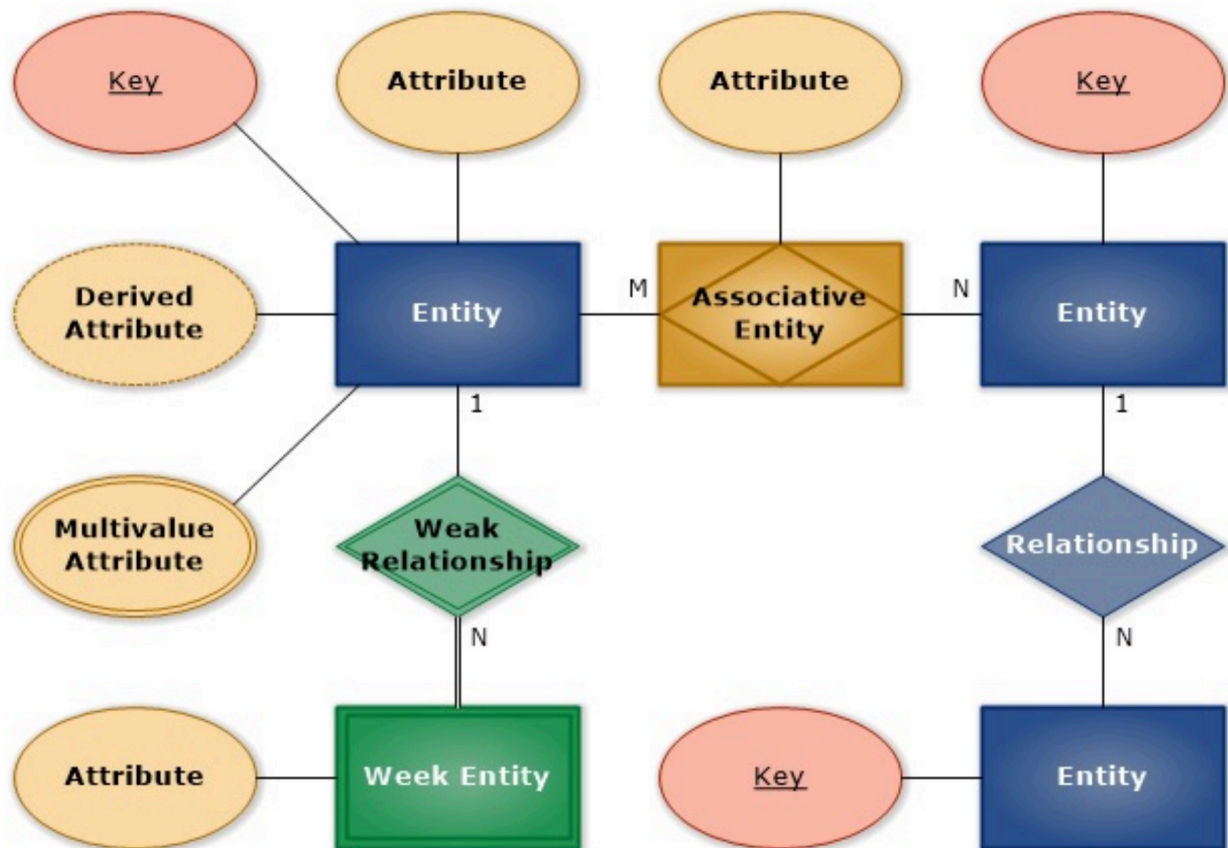 Key
Attribute
Attribute
Key
Derived
Attribute
Entity
M
Associative
Entity
N
Entity
1
1
Multivalue
Attribute
Weak
Relationship
Relationship
N
N
Attribute
Week Entity
Key
Entity